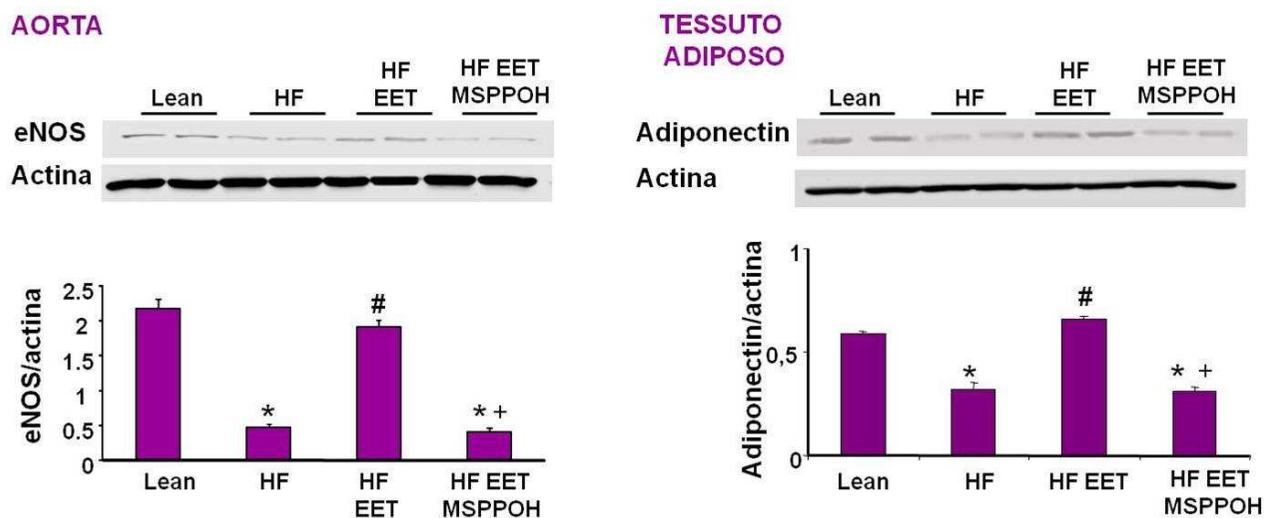 AORTA
Lean
HF
HF
EET
HF EET
MSPPOH
eNOS
Actina
eNOS/actina
2.5
2
1.5
1
0.5
0
*
#
* +
Lean
HF
HF
EET
HF EET
MSPPOH
TESSUTO
ADIPOSO
Lean
HF
HF
EET
HF EET
MSPPOH
Adiponectin
Actina
Adiponectin/actina
1
0,5
0
*
#
* +
Lean
HF
HF EET
HF EET
MSPPOH